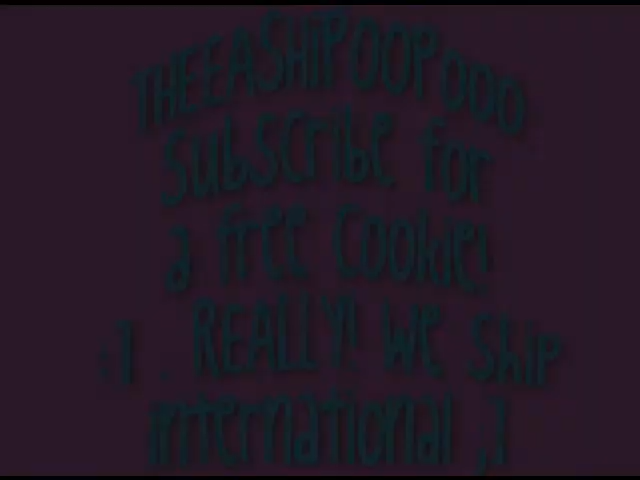 THEEASHiPOOPOOO
Subscribe for
a free Cookie!
:] . REALLY! We Ship
international ;]